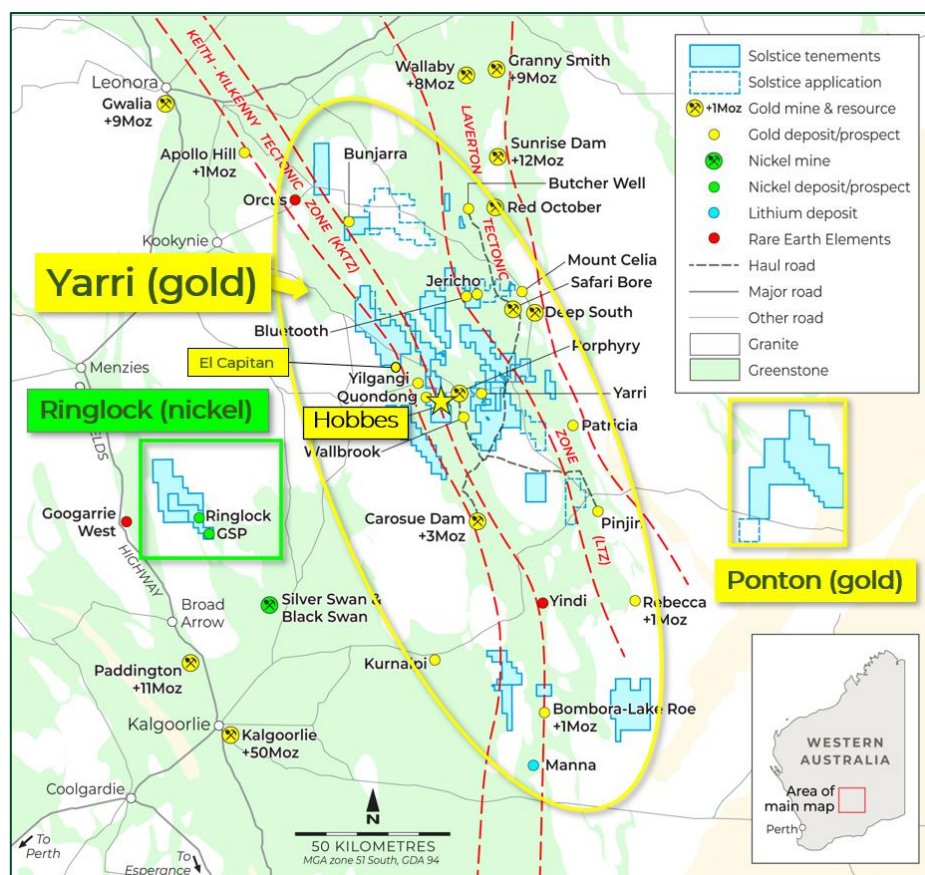 Leonora
Gwalia
+9Moz
Apollo Hill
+1Moz
Orcus
Kookynie
KEITH - KILKENNY TECTONIC ZONE (KKTZ)
Bunjarra
Wallaby
+8Moz
Granny Smith
+9Moz
LAVERTON
TECTONIC
ZONE
(LTZ)
Sunrise Dam
+12Moz
Butcher Well
Red October
Mount Celia
Safari Bore
Jericho
Deep South
Yarri (gold)
Bluetooth
Porphyry
El Capitan
Yilgangi
Quondong
Yarri
Hobbes
Patricia
Wallbrook
Menzies
Ringlock (nickel)
Ringlock
GSP
Googarrie
West
FIELDS
HIGHWAY
Carosue Dam
+3Moz
Pinjin
Ponton (gold)
Silver Swan &
Black Swan
Yindi
Rebecca
+1Moz
Broad
Arrow
Paddington
+11Moz
Kurnalpi
Kalgoorlie
Kalgoorlie
+50Moz
Bombora-Lake Roe
+1Moz
Manna
Coolgardie
To
Perth
To
Esperance
N
50 KILOMETRES
MGA zone 51 South, GDA 94
Solstice tenements
Solstice application
+1Moz Gold mine & resource
Gold deposit/prospect
Nickel mine
Nickel deposit/prospect
Lithium deposit
Rare Earth Elements
Haul road
Major road
Other road
Granite
Greenstone
WESTERN
AUSTRALIA
Area of
main map
Perth